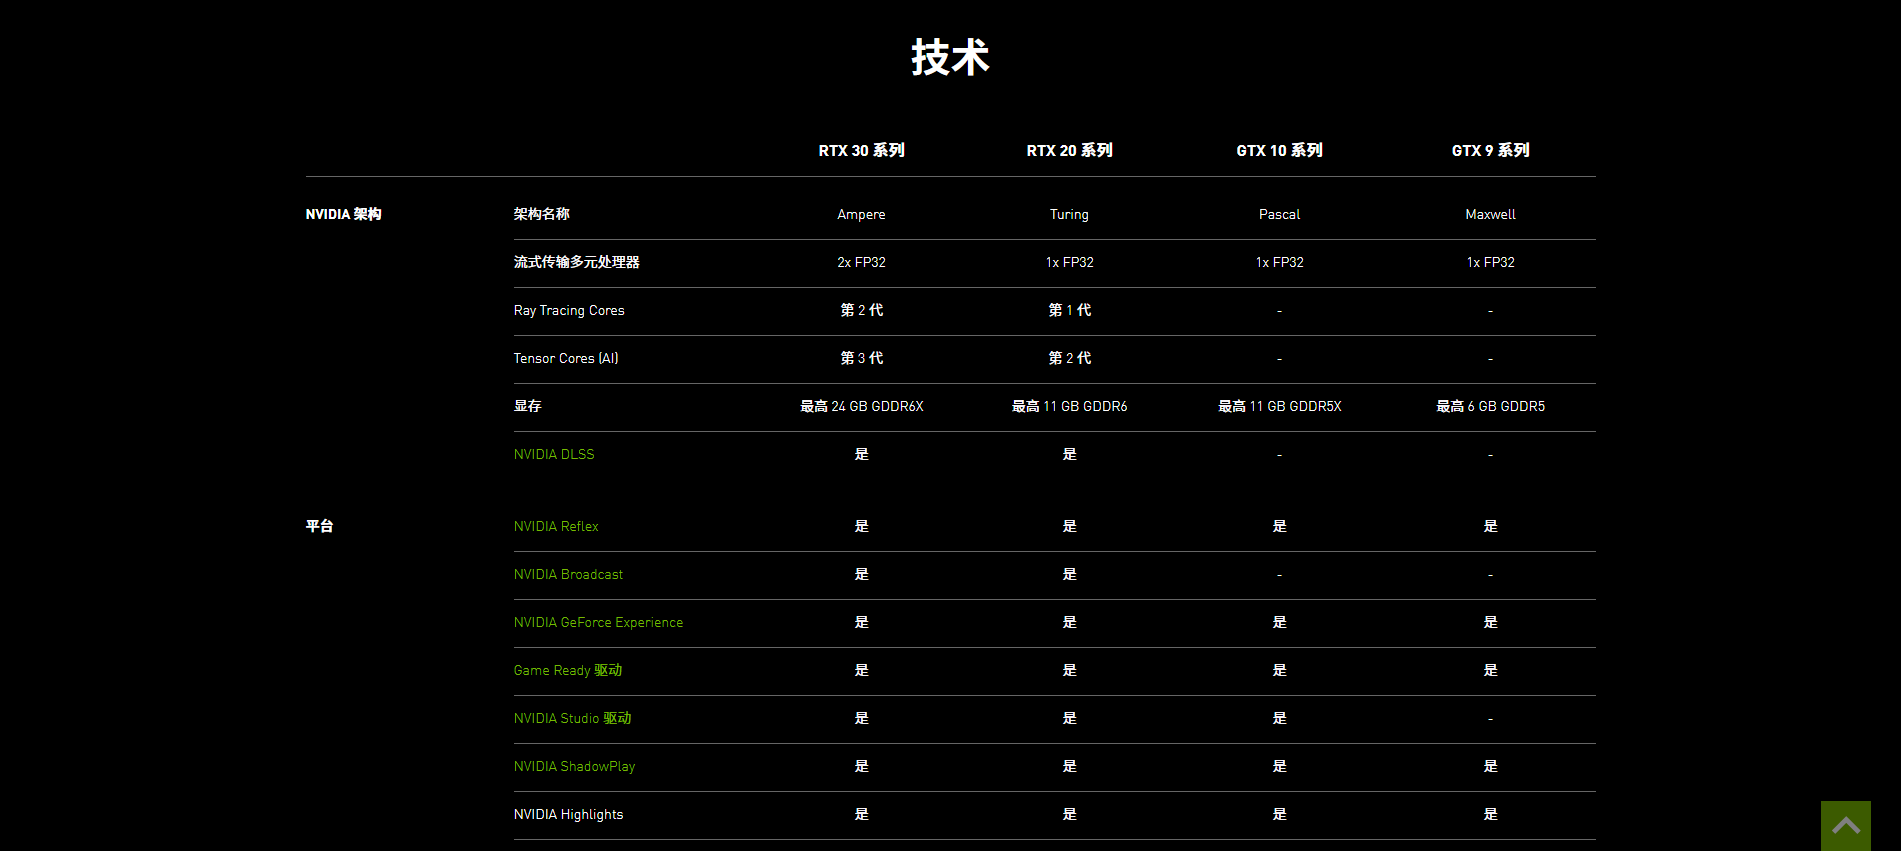 技术
RTX 30 系列 RTX 20 系列 GTX 10 系列 GTX 9 系列
NVIDIA 架构 架构名称 Ampere Turing Pascal Maxwell
流式传输多元处理器 2x FP32 1x FP32 1x FP32 1x FP32
Ray Tracing Cores 第 2 代 第 1 代 - -
Tensor Cores (AI) 第 3 代 第 2 代 - -
显存 最高 24 GB GDDR6X 最高 11 GB GDDR6 最高 11 GB GDDR5X 最高 6 GB GDDR5
NVIDIA DLSS 是 是 - -
平台 NVIDIA Reflex 是 是 是 是
NVIDIA Broadcast 是 是 - -
NVIDIA GeForce Experience 是 是 是 是
Game Ready 驱动 是 是 是 是
NVIDIA Studio 驱动 是 是 是 -
NVIDIA ShadowPlay 是 是 是 是
NVIDIA Highlights 是 是 是 是